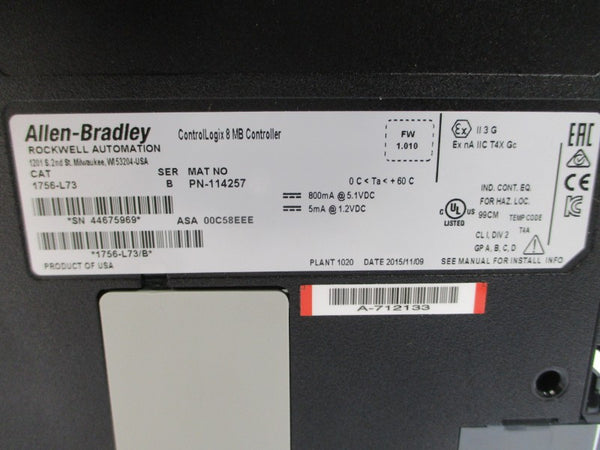 Allen-Bradley
ROCKWELL AUTOMATION
1201 S. 2nd St. Milwaukee, WI 53204-USA
ControlLogix 8 MB Controller
CAT SER MAT NO
1756-L73 B PN-114257
*SN 44675969* ASA 00C58EEE
*1756-L73/B*
PRODUCT OF USA
FW
1.010
0 C < Ta < +60 C
800mA @ 5.1VDC
5mA @ 1.2VDC
PLANT 1020 DATE 2015/11/09
Ex II 3 G
Ex nA IIC T4X Gc
EAC
CE
IND. CONT. EQ.
FOR HAZ. LOC.
C UL US
LISTED
99CM TEMP CODE
T4A
CL I, DIV 2
GP A, B, C, D
SEE MANUAL FOR INSTALL INFO
A-712133